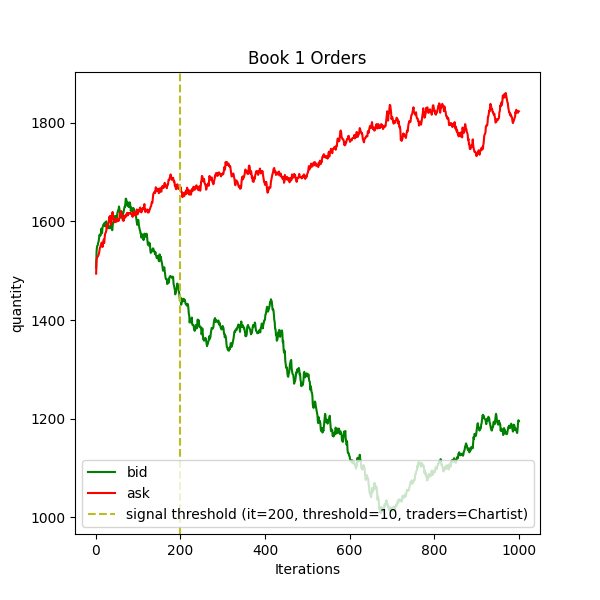 Book 1 Orders
quantity
1800
1600
1400
1200
1000
bid
ask
signal threshold (it=200, threshold=10, traders=Chartist)
0 200 400 600 800 1000
Iterations